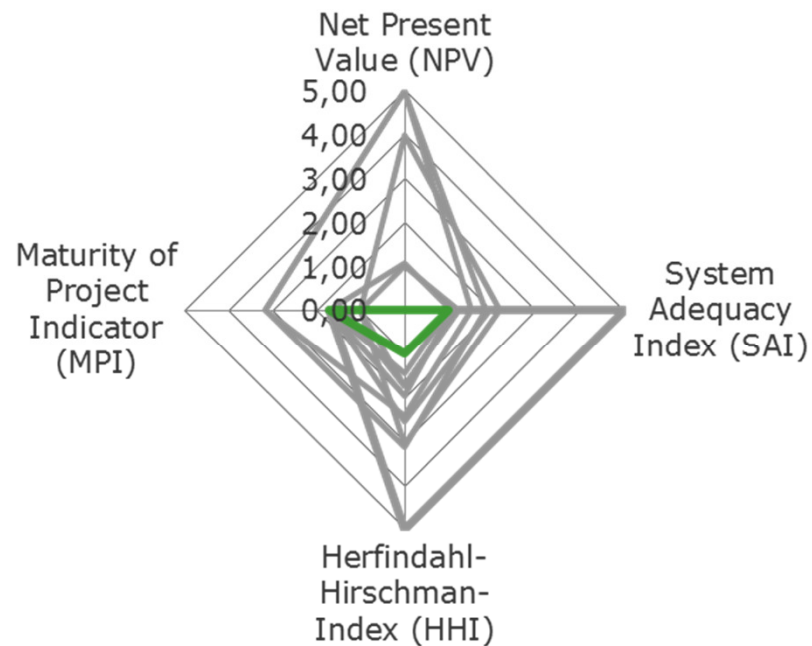 Net Present
Value (NPV)
5,00
4,00
3,00
2,00
1,00
0,00
Maturity of
Project
Indicator
(MPI)
System
Adequacy
Index (SAI)
Herfindahl-
Hirschman-
Index (HHI)